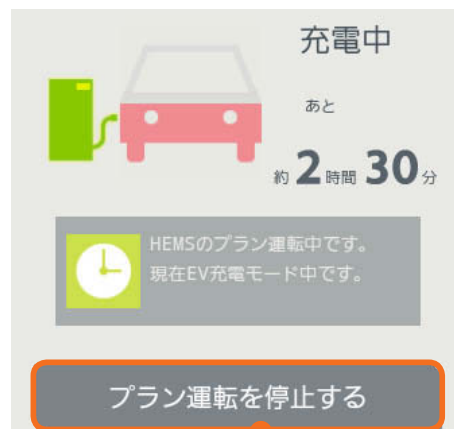 充電中
あと
約2時間30分
HEMSのプラン運転中です。
現在EV充電モード中です。
プラン運転を停止する